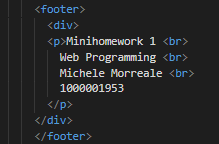 <footer>
<div>
<p>Minihomework 1 <br>
Web Programming <br>
Michele Morreale <br>
1000001953
</p>
</div>
</footer>